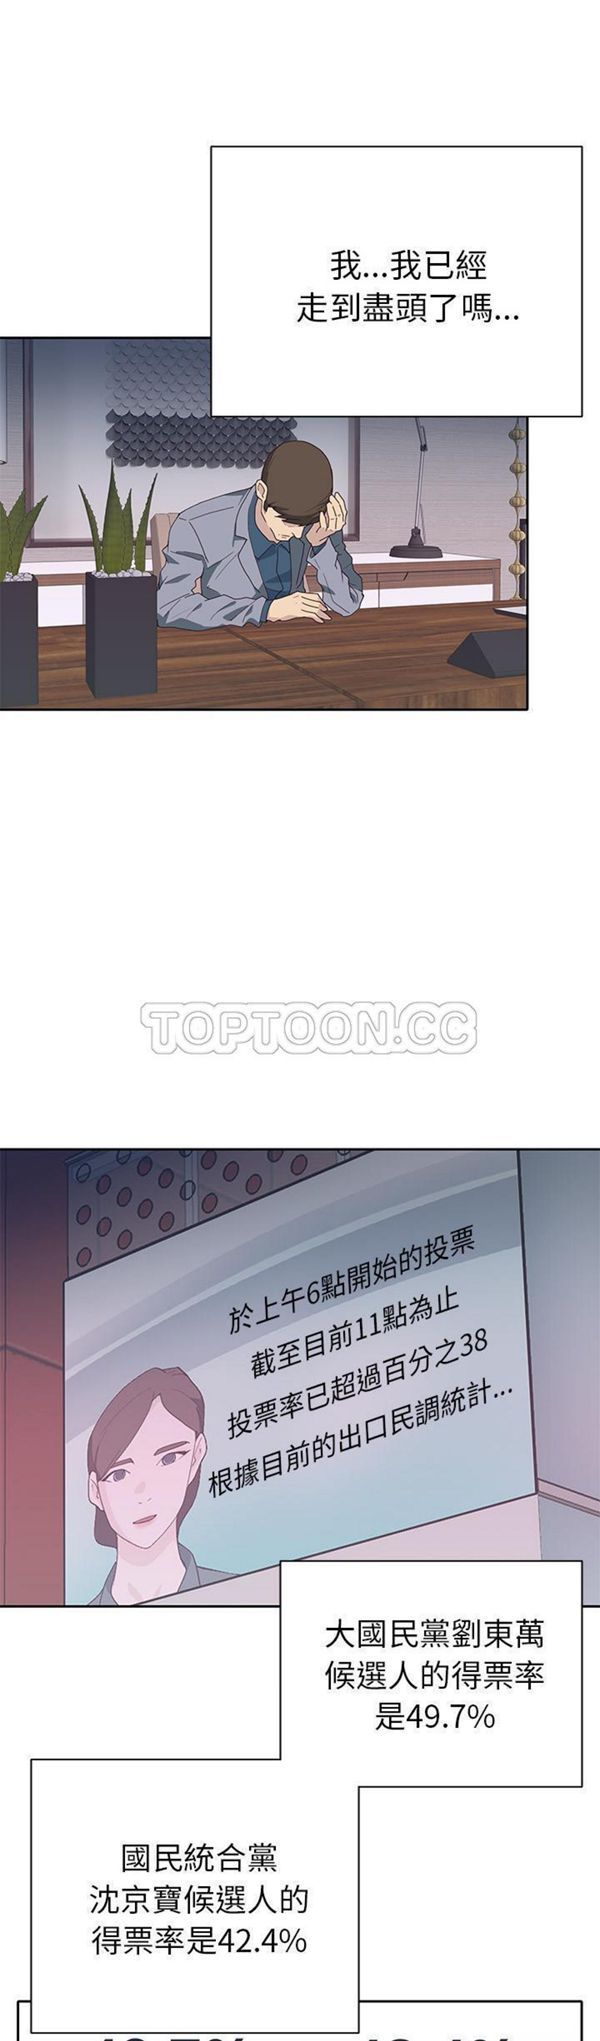 我...我已經
走到盡頭了嗎...
TOPTOON.CC
於上午6點開始的投票
截至目前11點為止
投票率已超過百分之38
根據目前的出口民調統計...
大國民黨劉東萬
候選人的得票率
是49.7%
國民統合黨
沈京寶候選人的
得票率是42.4%